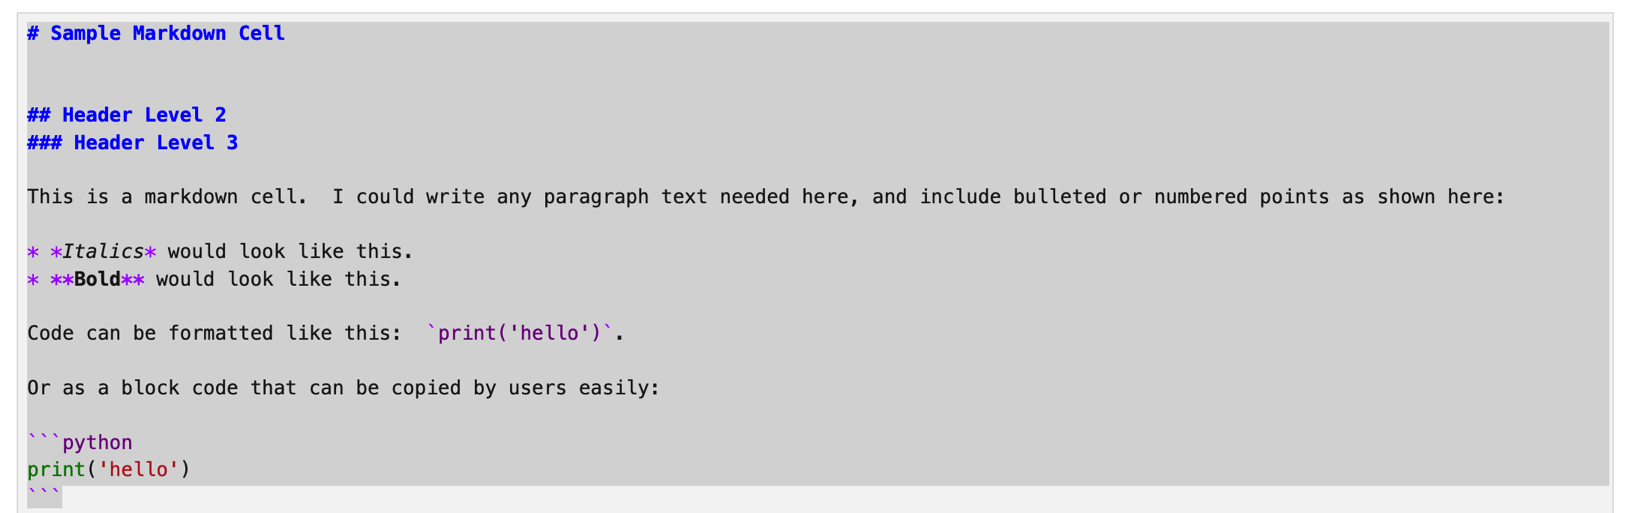 # Sample Markdown Cell
## Header Level 2
### Header Level 3
This is a markdown cell.  I could write any paragraph text needed here, and include bulleted or numbered points as shown here:
* *Italics* would look like this.
* **Bold** would look like this.
Code can be formatted like this:  `print('hello')`.
Or as a block code that can be copied by users easily:
```python
print('hello')
```